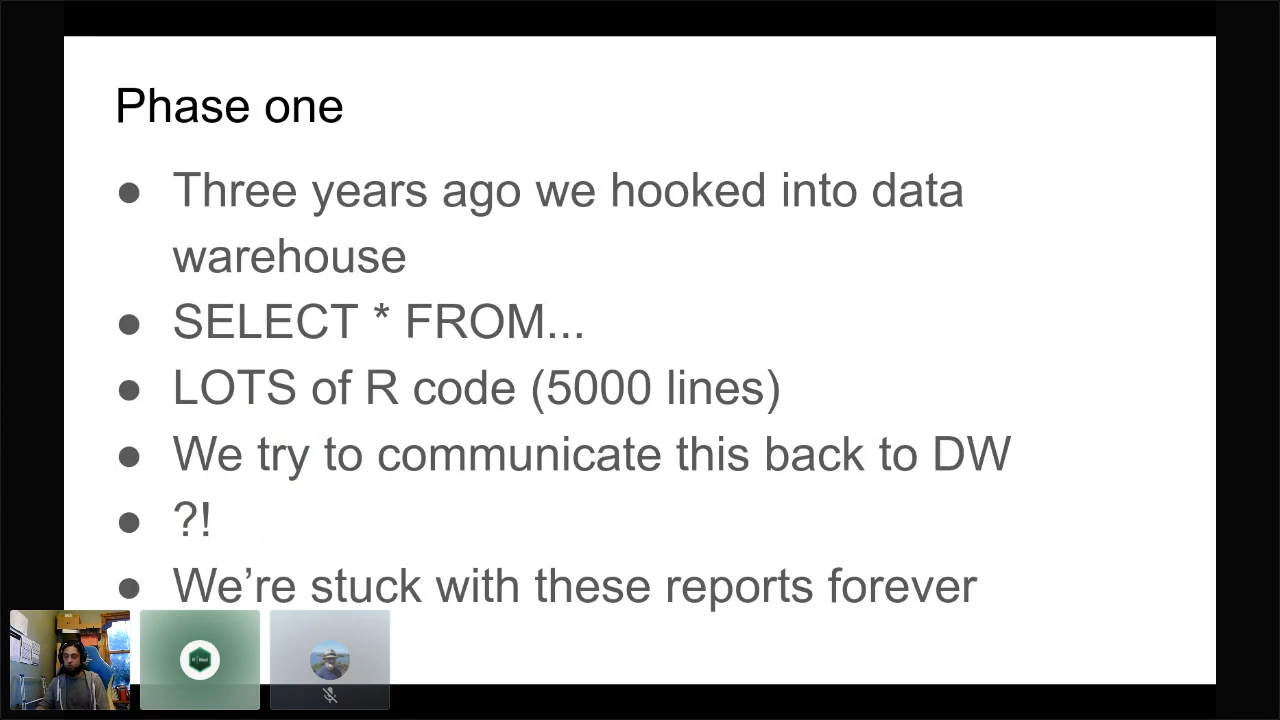 Phase one
● Three years ago we hooked into data
warehouse
● SELECT * FROM...
● LOTS of R code (5000 lines)
● We try to communicate this back to DW
● ?!
● We’re stuck with these reports forever